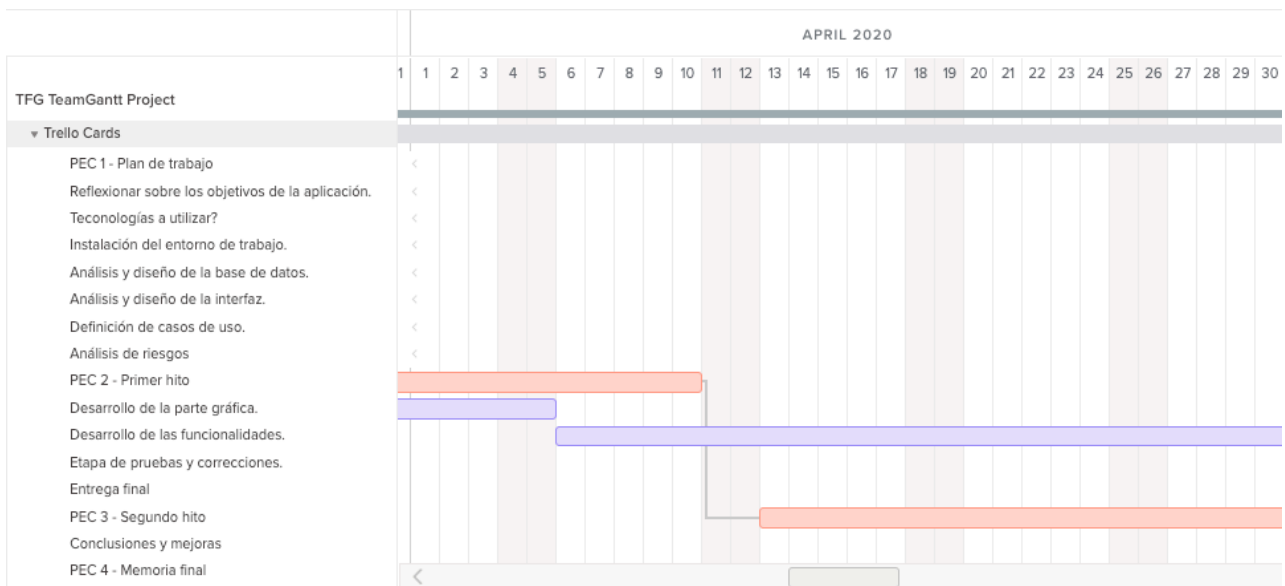 APRIL 2020
1 1 2 3 4 5 6 7 8 9 10 11 12 13 14 15 16 17 18 19 20 21 22 23 24 25 26 27 28 29 30
TFG TeamGantt Project
Trello Cards
PEC 1 - Plan de trabajo
Reflexionar sobre los objetivos de la aplicación.
Teconologías a utilizar?
Instalación del entorno de trabajo.
Análisis y diseño de la base de datos.
Análisis y diseño de la interfaz.
Definición de casos de uso.
Análisis de riesgos
PEC 2 - Primer hito
Desarrollo de la parte gráfica.
Desarrollo de las funcionalidades.
Etapa de pruebas y correcciones.
Entrega final
PEC 3 - Segundo hito
Conclusiones y mejoras
PEC 4 - Memoria final